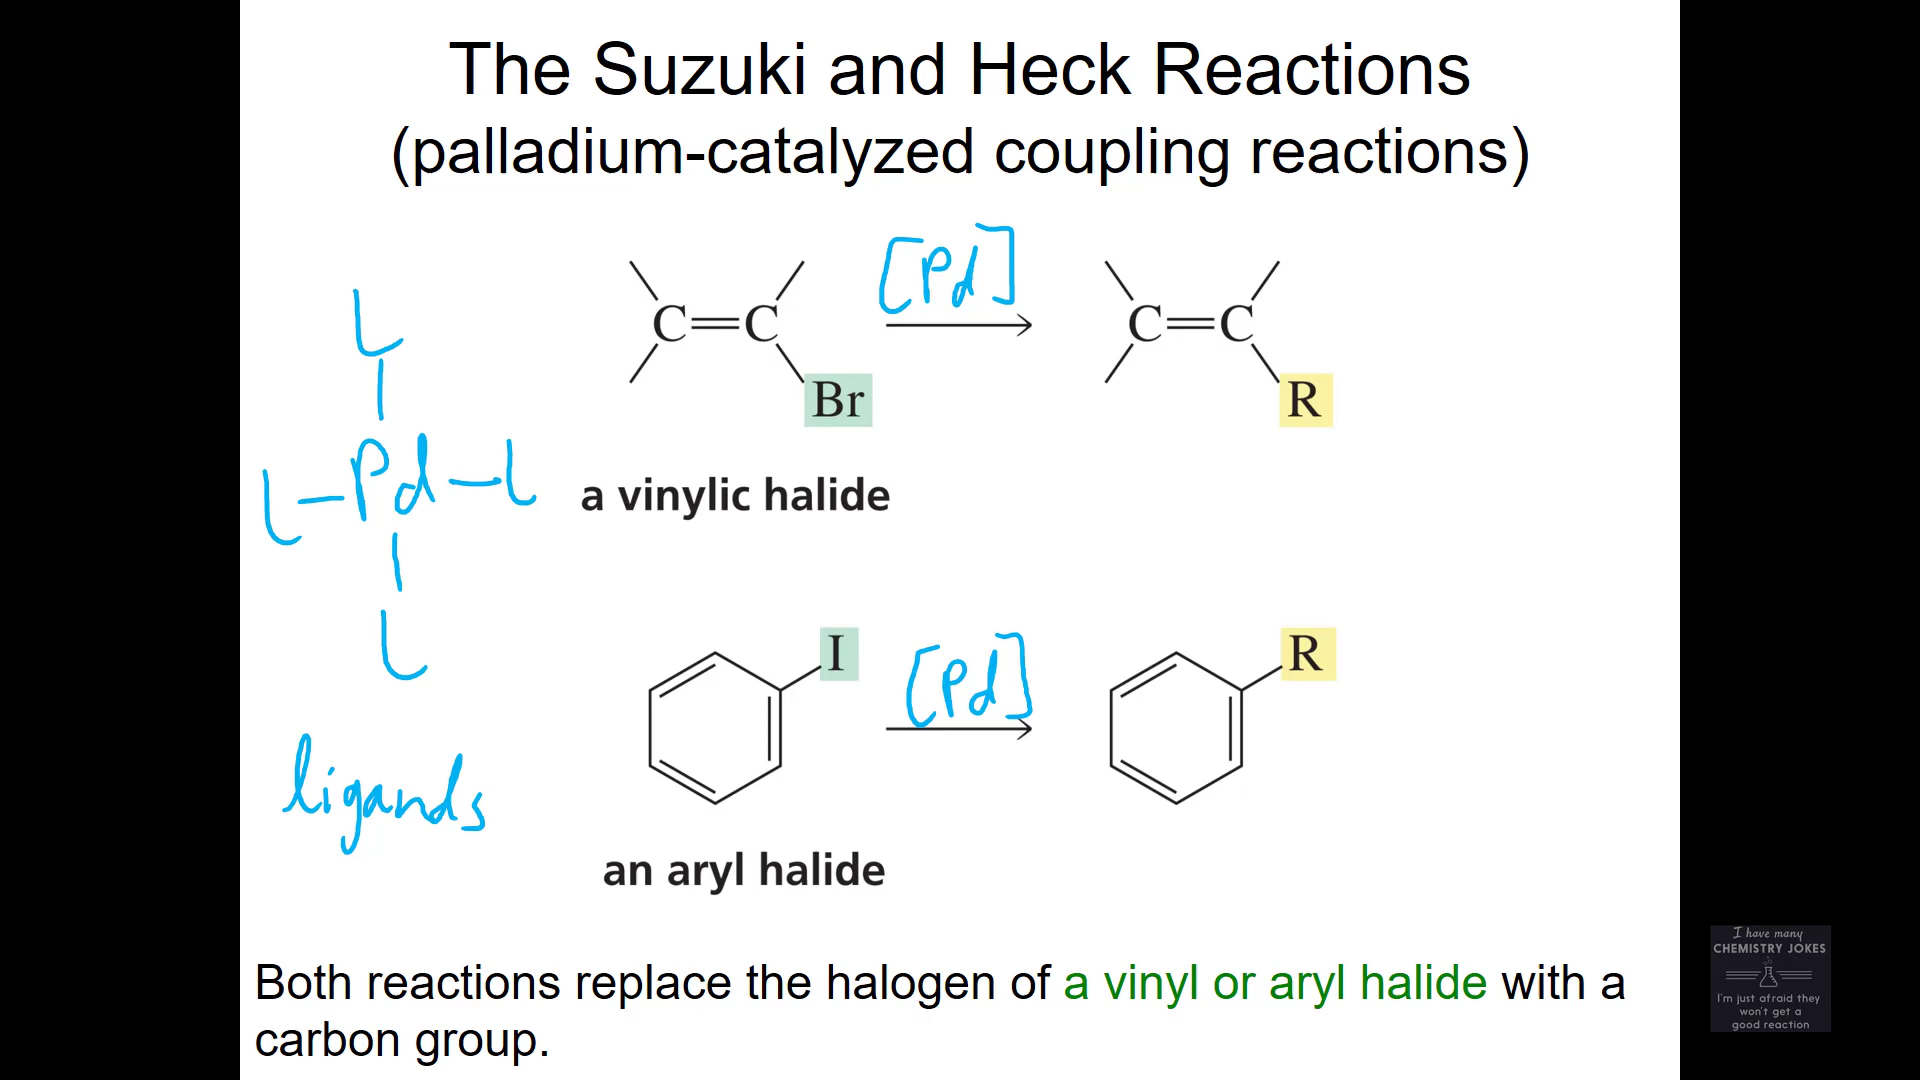 The Suzuki and Heck Reactions
(palladium-catalyzed coupling reactions)
L
L-Pd-L
L
ligands
C=C
Br
[Pd]
C=C
R
a vinylic halide
I
[Pd]
R
an aryl halide
Both reactions replace the halogen of a vinyl or aryl halide with a
carbon group.
I have many
CHEMISTRY JOKES
I'm just afraid they
won't get a
good reaction